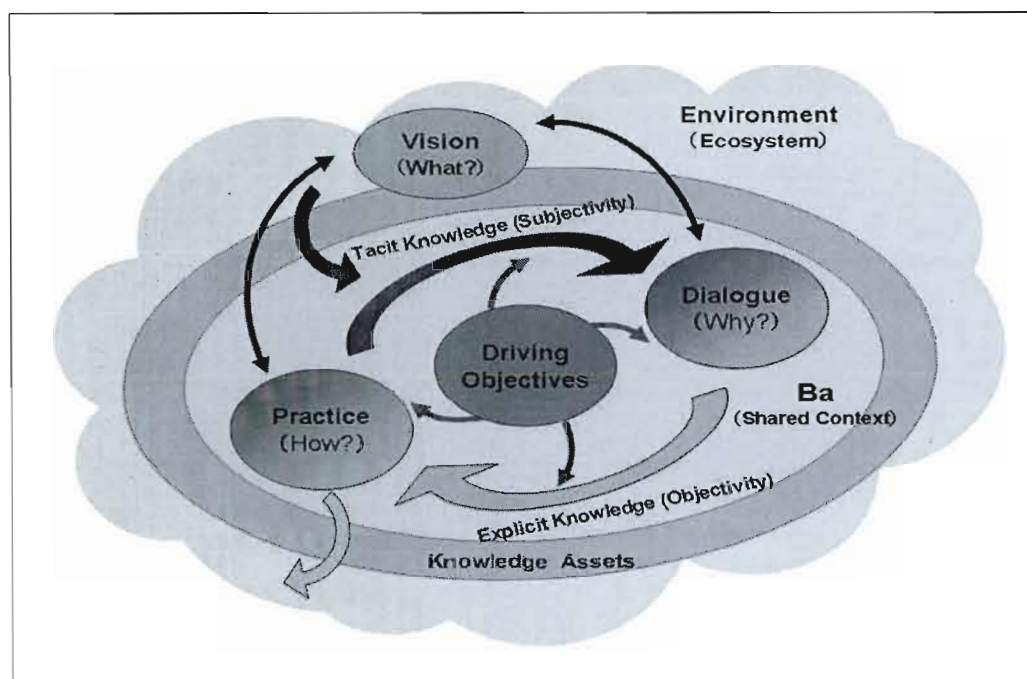 Environment
(Ecosystem)
Vision
(What?)
Tacit Knowledge (Subjectivity)
Dialogue
(Why?)
Driving
Objectives
Ba
(Shared Context)
Practice
(How?)
Explicit Knowledge (Objectivity)
Knowledge Assets